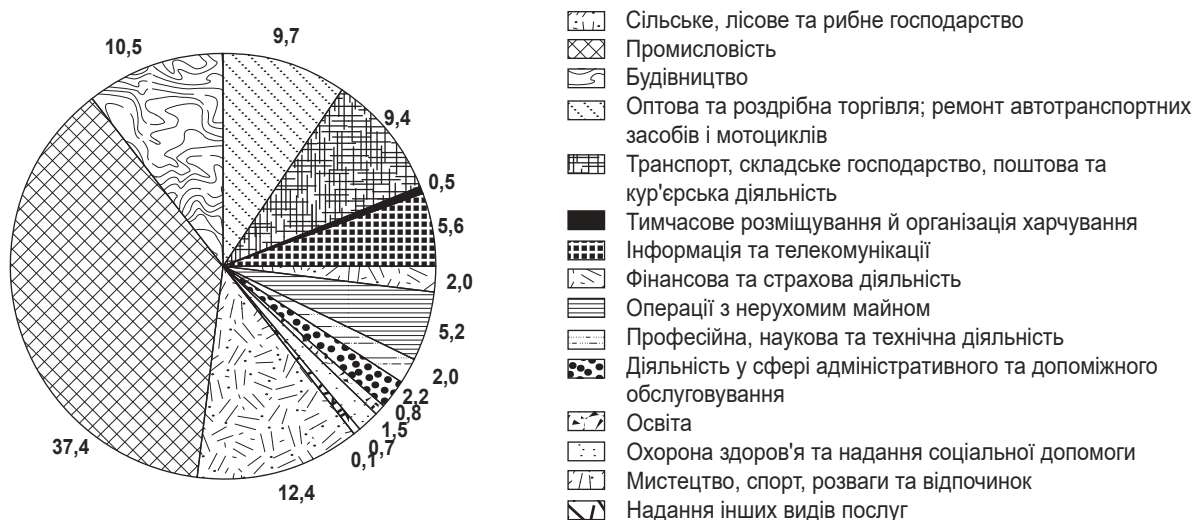 10,5
9,7
9,4
0,5
5,6
2,0
5,2
2,0
2,2
0,8
1,5
0,7
0,1
12,4
37,4
Сільське, лісове та рибне господарство
Промисловість
Будівництво
Оптова та роздрібна торгівля; ремонт автотранспортних
засобів і мотоциклів
Транспорт, складське господарство, поштова та
кур'єрська діяльність
Тимчасове розміщування й організація харчування
Інформація та телекомунікації
Фінансова та страхова діяльність
Операції з нерухомим майном
Професійна, наукова та технічна діяльність
Діяльність у сфері адміністративного та допоміжного
обслуговування
Освіта
Охорона здоров'я та надання соціальної допомоги
Мистецтво, спорт, розваги та відпочинок
Надання інших видів послуг